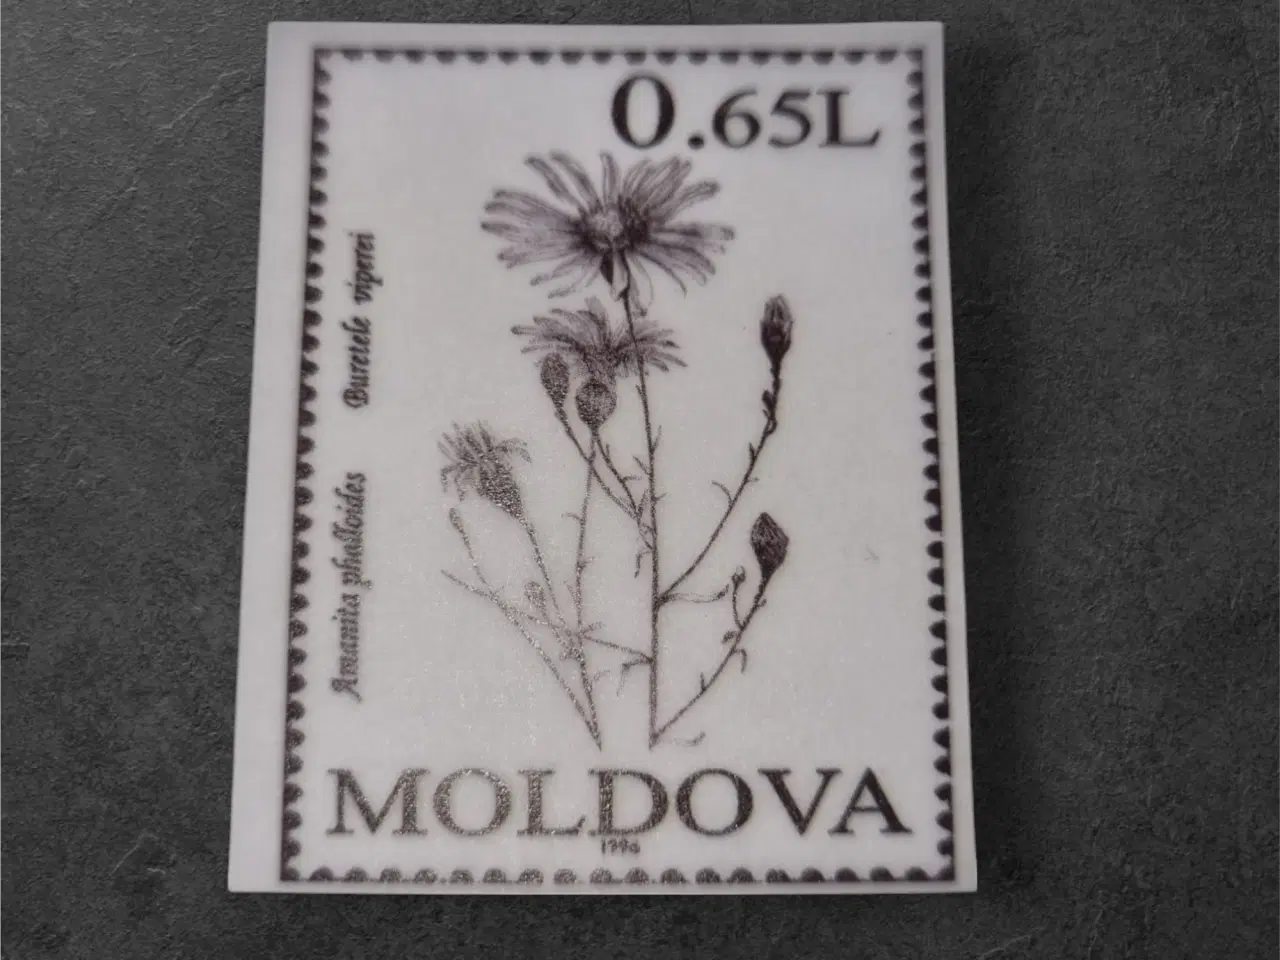 0.65L
Amanita phalloides Buretele viperei
MOLDOVA